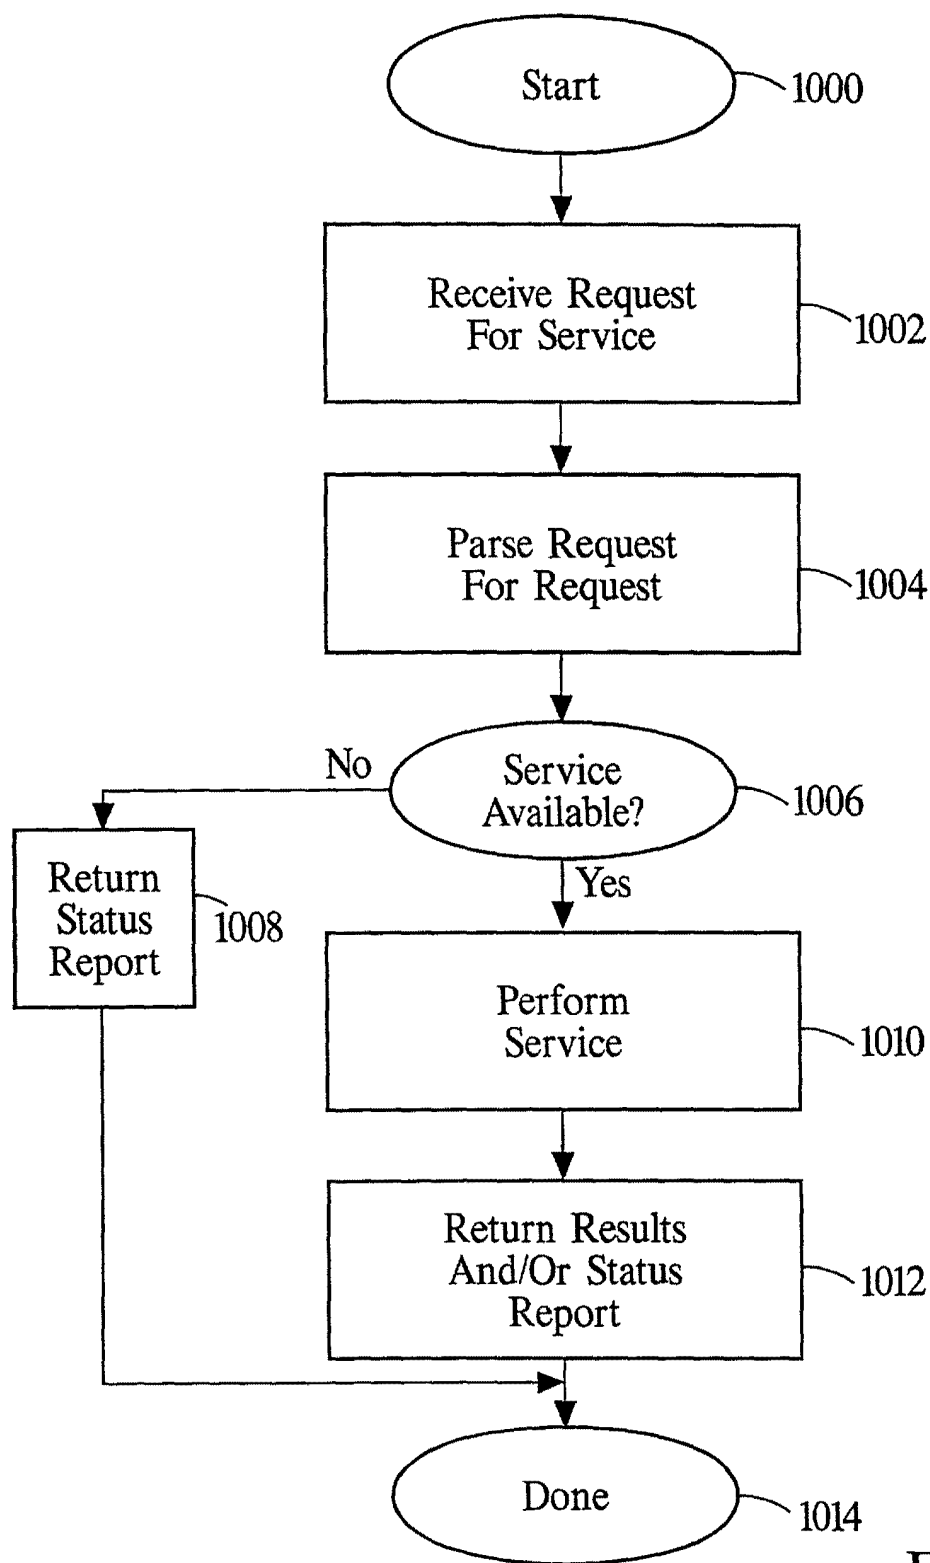 Start
1000
Receive Request
For Service
1002
Parse Request
For Request
1004
Service
Available?
1006
No
Yes
Return
Status
Report
1008
Perform
Service
1010
Return Results
And/Or Status
Report
1012
Done
1014